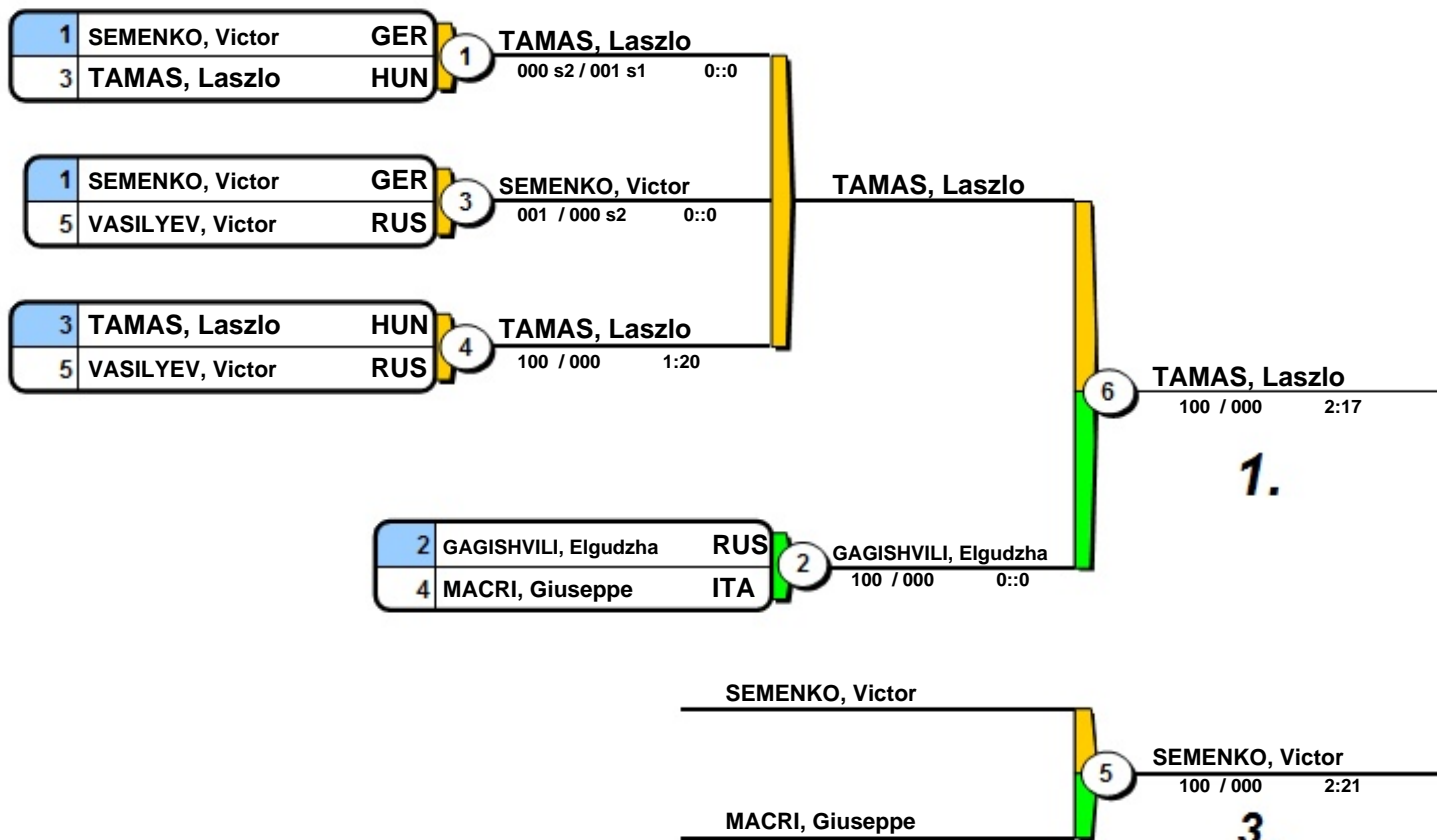 1 SEMENKO, Victor GER
3 TAMAS, Laszlo HUN
1
TAMAS, Laszlo
000 s2 / 001 s1 0::0
1 SEMENKO, Victor GER
5 VASILYEV, Victor RUS
3
SEMENKO, Victor
001 / 000 s2 0::0
TAMAS, Laszlo
3 TAMAS, Laszlo HUN
5 VASILYEV, Victor RUS
4
TAMAS, Laszlo
100 / 000 1:20
6
TAMAS, Laszlo
100 / 000 2:17
1.
2 GAGISHVILI, Elgudzha RUS
4 MACRI, Giuseppe ITA
2
GAGISHVILI, Elgudzha
100 / 000 0::0
SEMENKO, Victor
5
SEMENKO, Victor
100 / 000 2:21
MACRI, Giuseppe
3.